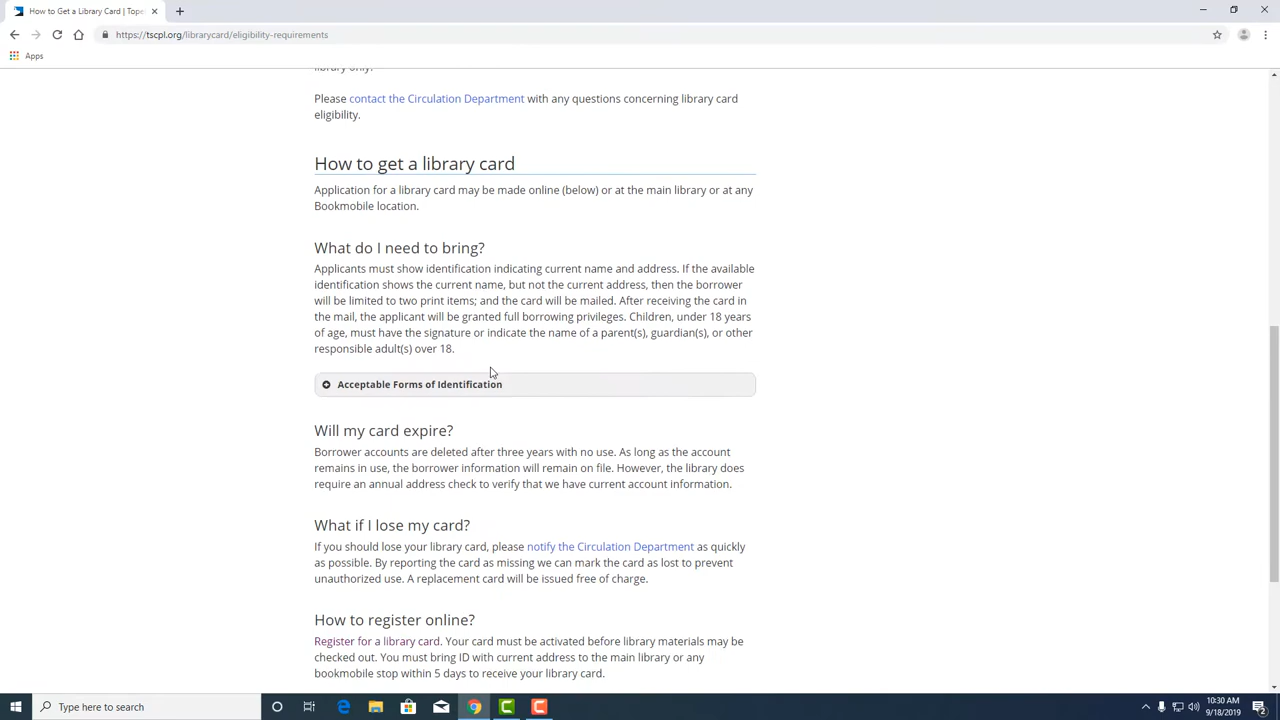 How to Get a Library Card | Tope
https://tscpl.org/librarycard/eligibility-requirements
Apps
library only.
Please contact the Circulation Department with any questions concerning library card
eligibility.
How to get a library card
Application for a library card may be made online (below) or at the main library or at any
Bookmobile location.
What do I need to bring?
Applicants must show identification indicating current name and address. If the available
identification shows the current name, but not the current address, then the borrower
will be limited to two print items; and the card will be mailed. After receiving the card in
the mail, the applicant will be granted full borrowing privileges. Children, under 18 years
of age, must have the signature or indicate the name of a parent(s), guardian(s), or other
responsible adult(s) over 18.
Acceptable Forms of Identification
Will my card expire?
Borrower accounts are deleted after three years with no use. As long as the account
remains in use, the borrower information will remain on file. However, the library does
require an annual address check to verify that we have current account information.
What if I lose my card?
If you should lose your library card, please notify the Circulation Department as quickly
as possible. By reporting the card as missing we can mark the card as lost to prevent
unauthorized use. A replacement card will be issued free of charge.
How to register online?
Register for a library card. Your card must be activated before library materials may be
checked out. You must bring ID with current address to the main library or any
bookmobile stop within 5 days to receive your library card.
Type here to search
10:30 AM
9/18/2019
2